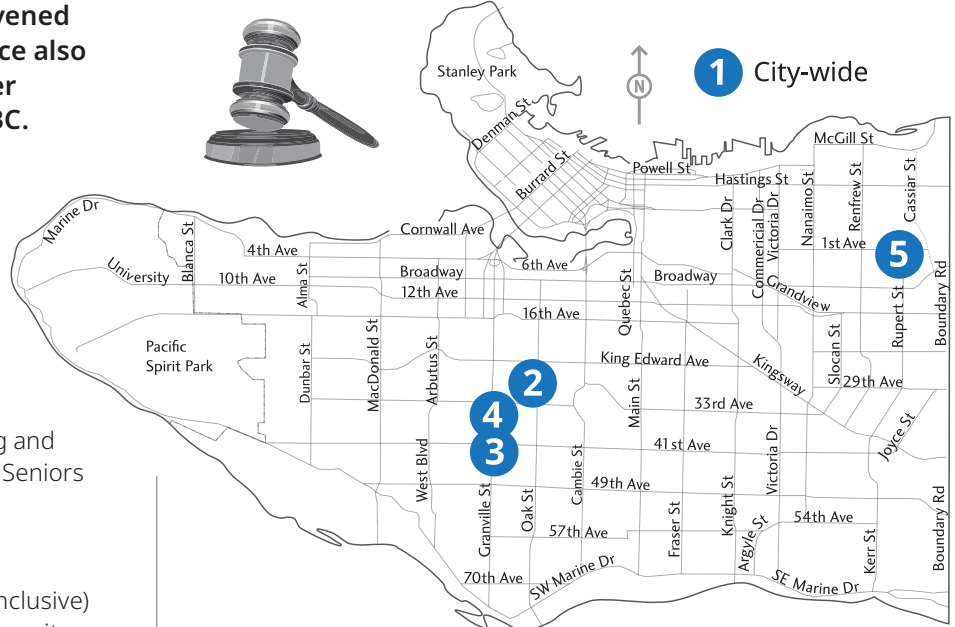 vened
ce also
er
BC.
g and
Seniors
nclusive)
1 City-wide
N
Stanley Park
Denman St
Burrard St
Powell St
Hastings St
McGill St
Marine Dr
Blanca St
University
4th Ave
10th Ave
Alma St
Cornwall Ave
Broadway
12th Ave
6th Ave
16th Ave
Quebec St
Broadway
Clark Dr
Commericial Dr
Victoria Dr
Nanaimo St
Renfrew St
Cassiar St
1st Ave
5
Grandview
Rupert St
Boundary Rd
Slocan St
29th Ave
Kingsway
King Edward Ave
Pacific
Spirit Park
Dunbar St
MacDonald St
Arbutus St
2
4
3
Main St
33rd Ave
41st Ave
Joyce St
West Blvd
Granville St
Oak St
Cambie St
49th Ave
57th Ave
Fraser St
Knight St
Victoria Dr
Argyle St
54th Ave
Kerr St
Boundary Rd
70th Ave
SW Marine Dr
SE Marine Dr